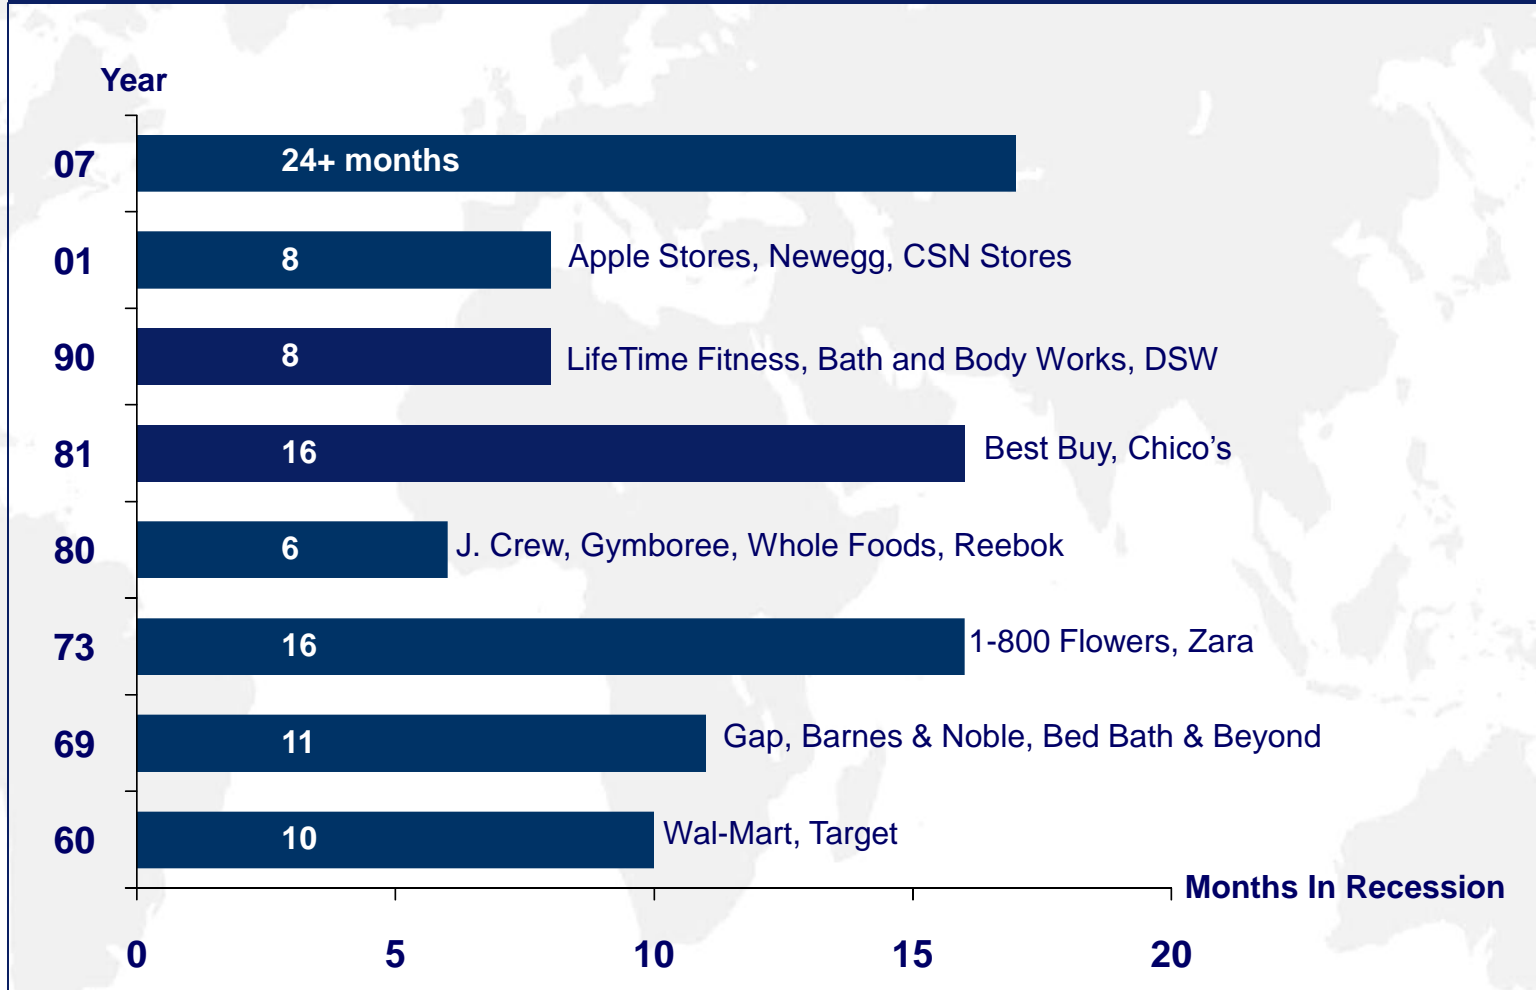 Year
07
24+ months
01
8
Apple Stores, Newegg, CSN Stores
90
8
LifeTime Fitness, Bath and Body Works, DSW
81
16
Best Buy, Chico’s
80
6
J. Crew, Gymboree, Whole Foods, Reebok
73
16
1-800 Flowers, Zara
69
11
Gap, Barnes & Noble, Bed Bath & Beyond
60
10
Wal-Mart, Target
Months In Recession
0 5 10 15 20